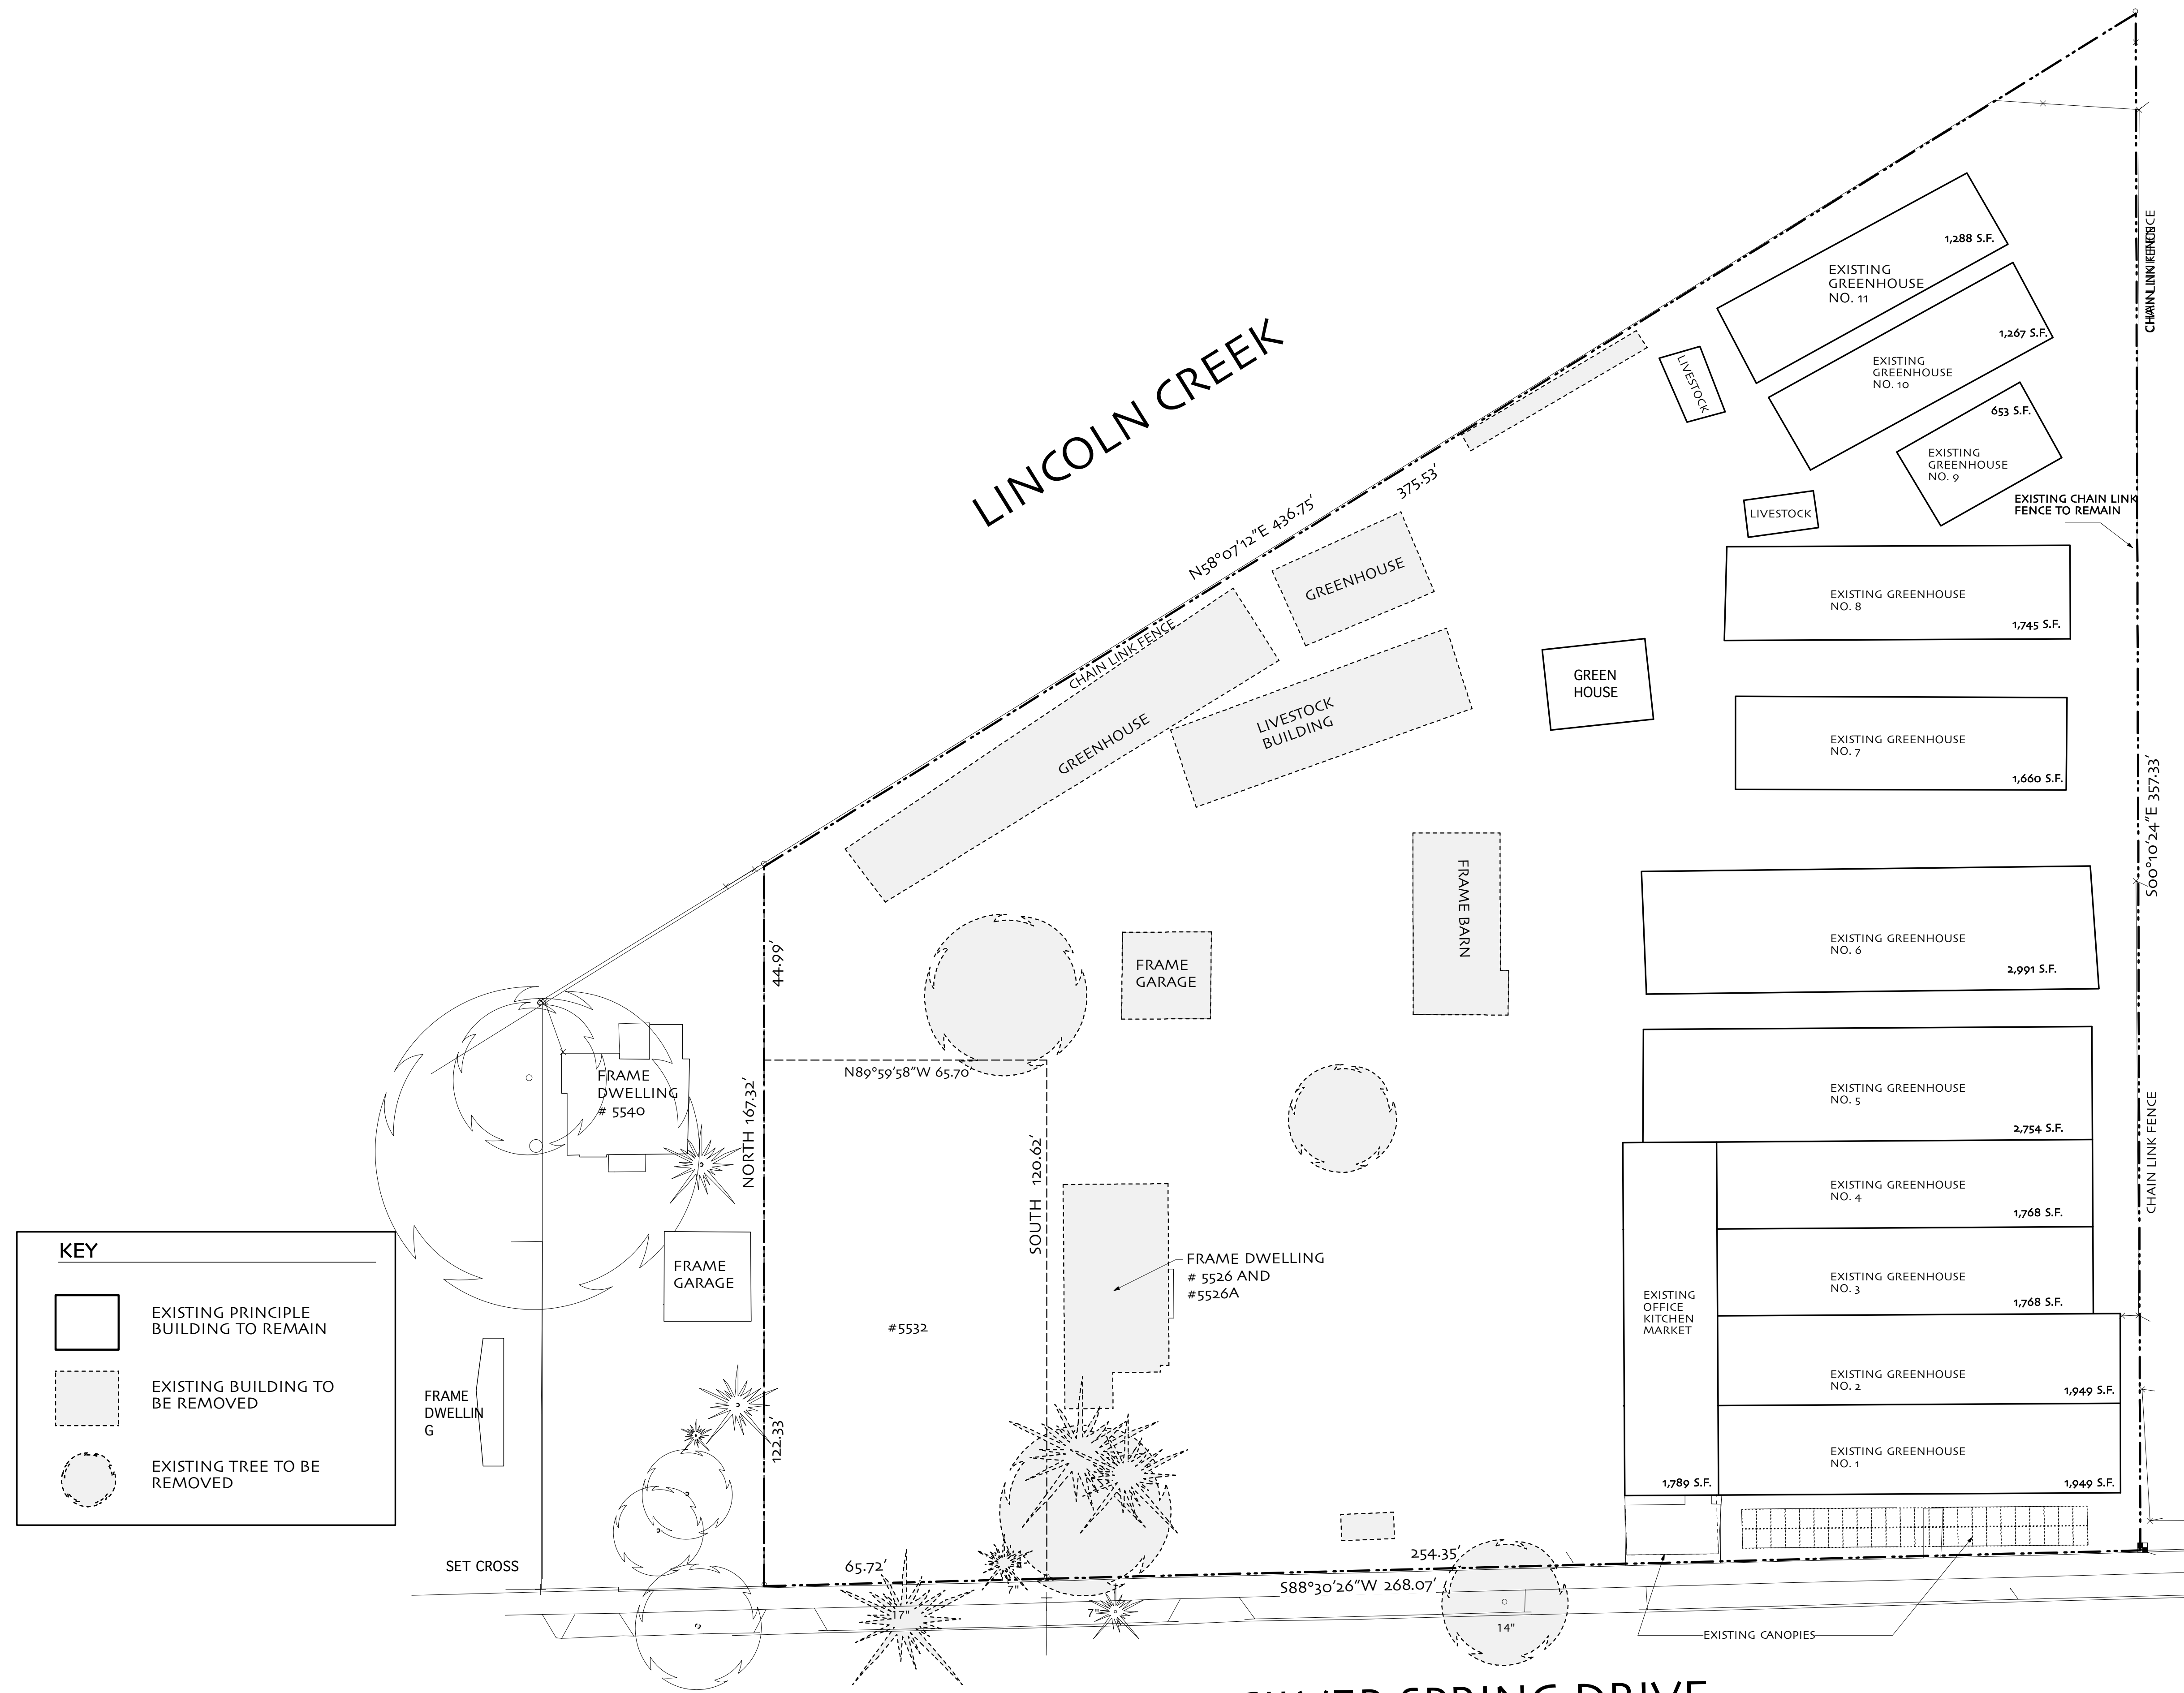 CHAIN LINK FENCE
1,288 S.F.
EXISTING
GREENHOUSE
NO. 11
1,267 S.F.
EXISTING
GREENHOUSE
NO. 10
LIVESTOCK
653 S.F.
EXISTING
GREENHOUSE
NO. 9
LINCOLN CREEK
375.53'
N58°07'12"E 436.75'
LIVESTOCK
EXISTING CHAIN LINK
FENCE TO REMAIN
GREENHOUSE
EXISTING GREENHOUSE
NO. 8
1,745 S.F.
CHAIN LINK FENCE
GREEN
HOUSE
GREENHOUSE
LIVESTOCK
BUILDING
EXISTING GREENHOUSE
NO. 7
1,660 S.F.
S00°10'24"E 357.33'
FRAME BARN
44.99'
FRAME
GARAGE
EXISTING GREENHOUSE
NO. 6
2,991 S.F.
N89°59'58"W 65.70'
FRAME
DWELLING
# 5540
NORTH 167.32'
SOUTH 120.62'
EXISTING GREENHOUSE
NO. 5
2,754 S.F.
CHAIN LINK FENCE
EXISTING GREENHOUSE
NO. 4
1,768 S.F.
KEY
EXISTING PRINCIPLE
BUILDING TO REMAIN
EXISTING BUILDING TO
BE REMOVED
EXISTING TREE TO BE
REMOVED
FRAME
GARAGE
FRAME DWELLING
# 5526 AND
#5526A
#5532
EXISTING
OFFICE
KITCHEN
MARKET
EXISTING GREENHOUSE
NO. 3
1,768 S.F.
FRAME
DWELLIN
G
122.33'
EXISTING GREENHOUSE
NO. 2
1,949 S.F.
EXISTING GREENHOUSE
NO. 1
1,789 S.F.
1,949 S.F.
SET CROSS
65.72'
254.35'
S88°30'26"W 268.07'
7"
17"
7"
14"
EXISTING CANOPIES
SPRING DRIVE